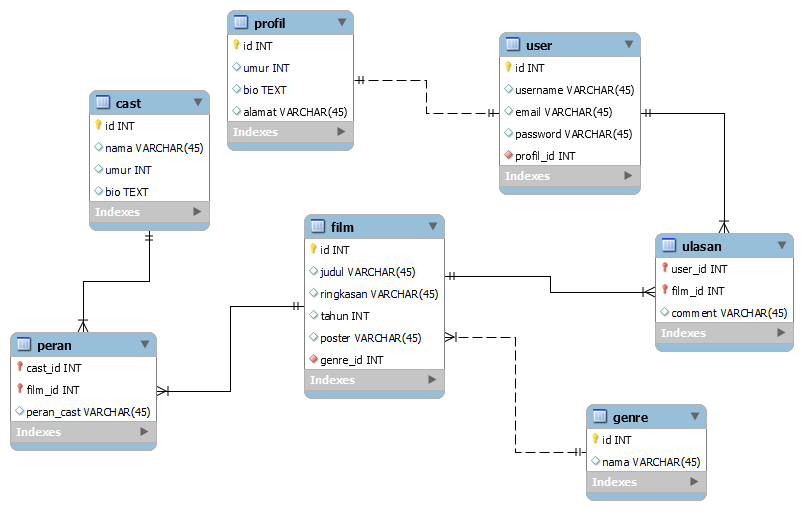 profil
id INT
umur INT
bio TEXT
alamat VARCHAR(45)
Indexes
user
id INT
username VARCHAR(45)
email VARCHAR(45)
password VARCHAR(45)
profil_id INT
Indexes
cast
id INT
nama VARCHAR(45)
umur INT
bio TEXT
Indexes
film
id INT
judul VARCHAR(45)
ringkasan VARCHAR(45)
tahun INT
poster VARCHAR(45)
genre_id INT
Indexes
ulasan
user_id INT
film_id INT
comment VARCHAR(45)
Indexes
peran
cast_id INT
film_id INT
peran_cast VARCHAR(45)
Indexes
genre
id INT
nama VARCHAR(45)
Indexes